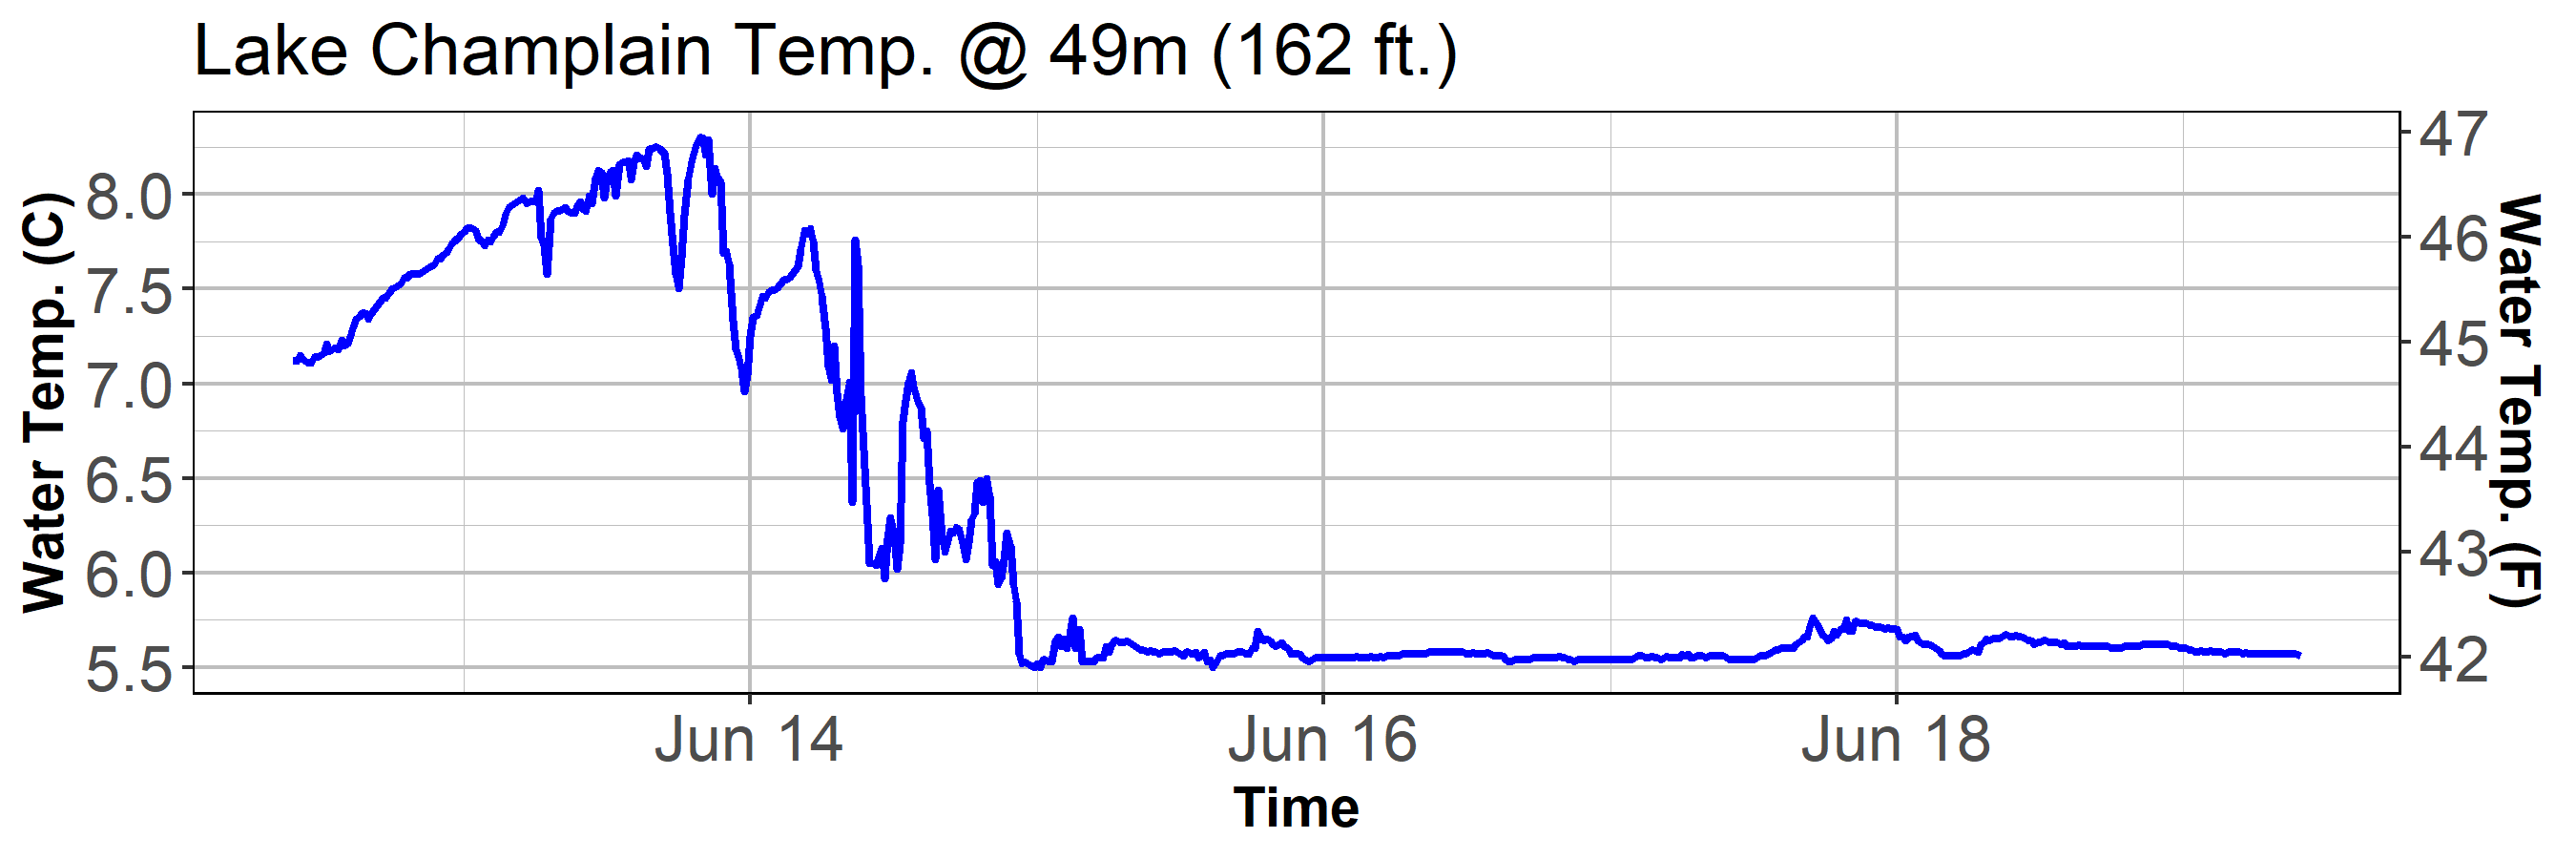 Lake Champlain Temp. @ 49m (162 ft.)
Water Temp. (C)
8.0
7.5
7.0
6.5
6.0
5.5
47
46
45
44
43
42
Water Temp. (F)
Jun 14
Jun 16
Jun 18
Time